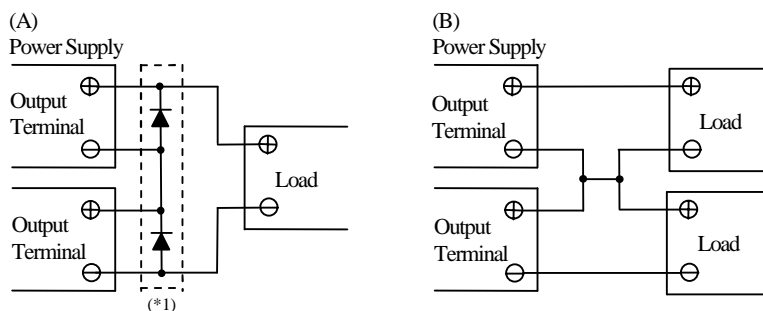 (A)
Power Supply
Output
Terminal
Output
Terminal
Load
(*1)
(B)
Power Supply
Output
Terminal
Output
Terminal
Load
Load